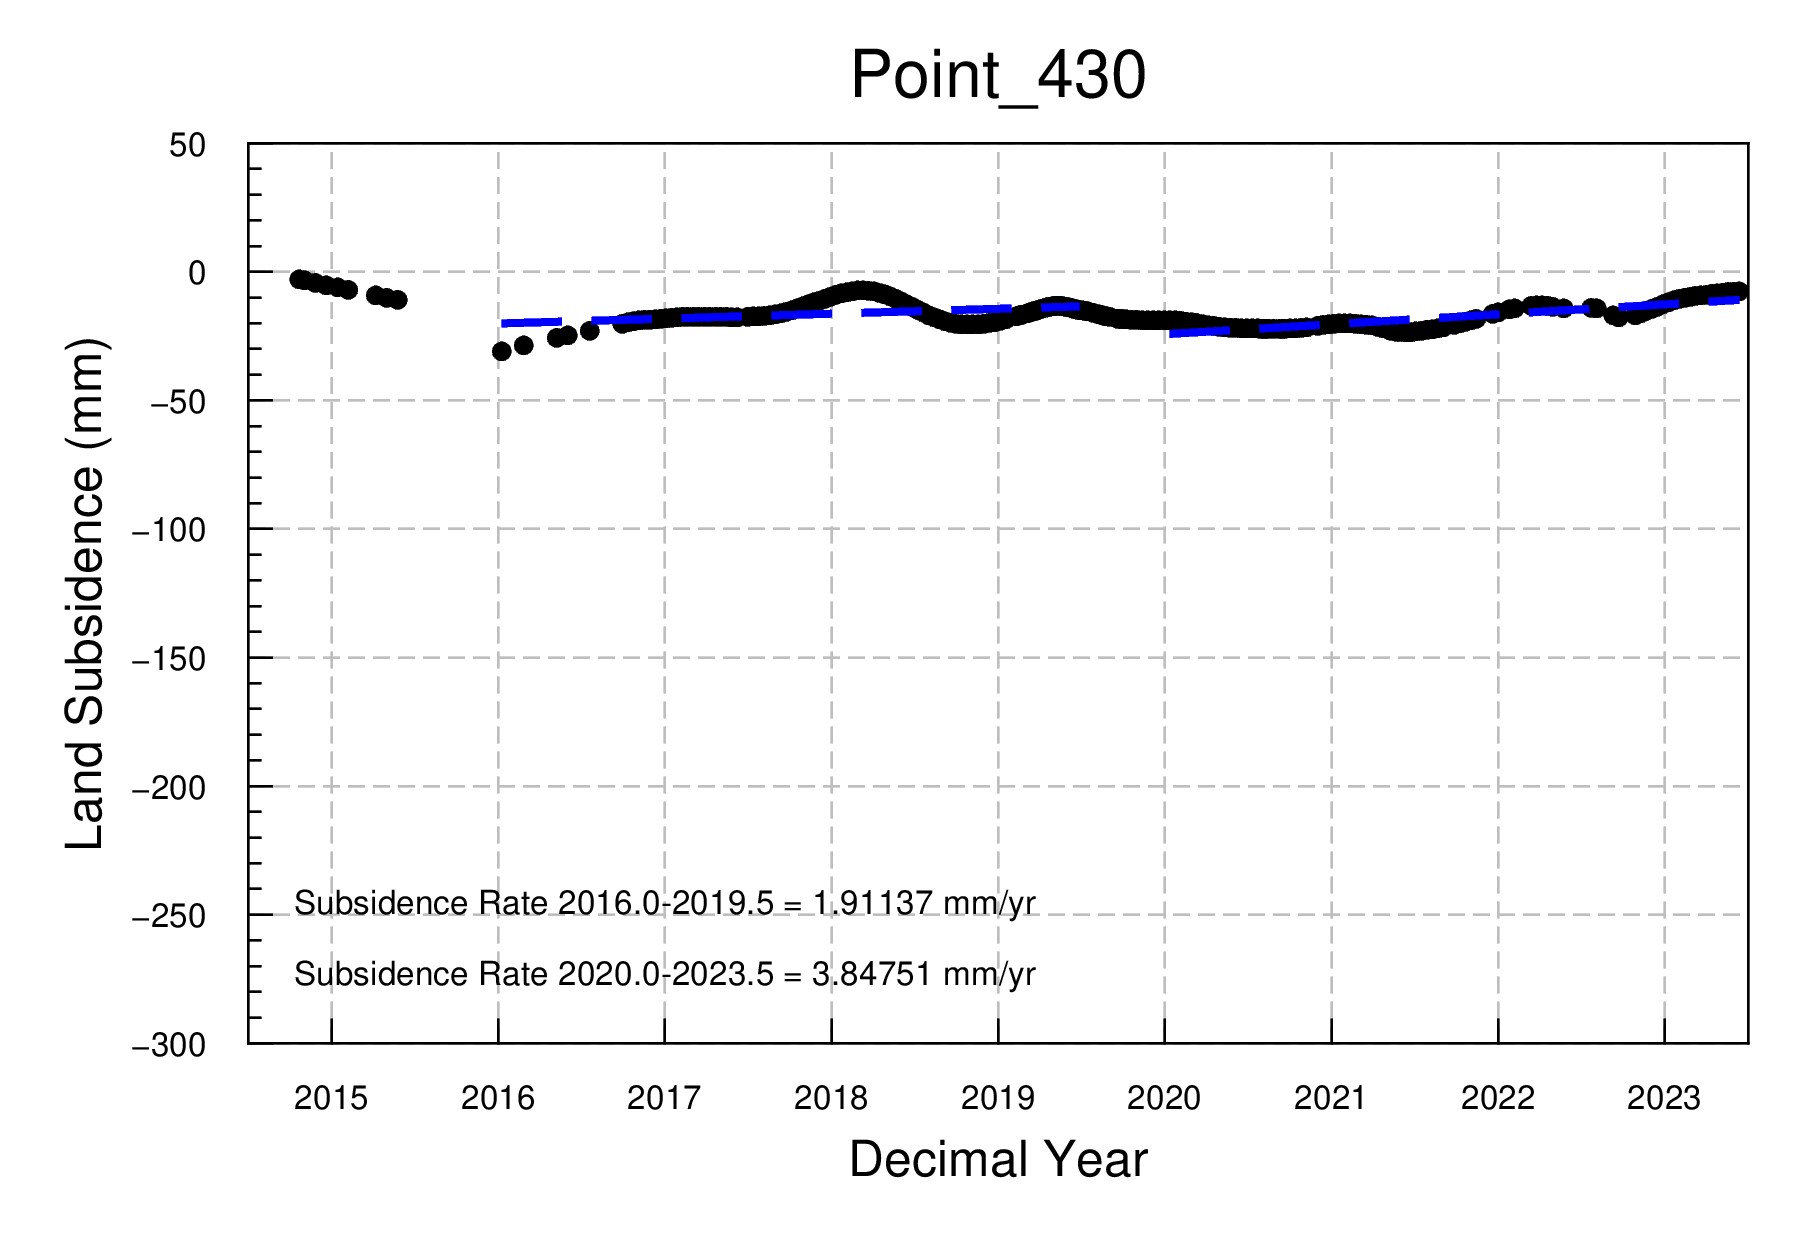 Point_430
50
0
−50
−100
−150
−200
−250
−300
Land Subsidence (mm)
Subsidence Rate 2016.0-2019.5 = 1.91137 mm/yr
Subsidence Rate 2020.0-2023.5 = 3.84751 mm/yr
2015 2016 2017 2018 2019 2020 2021 2022 2023
Decimal Year